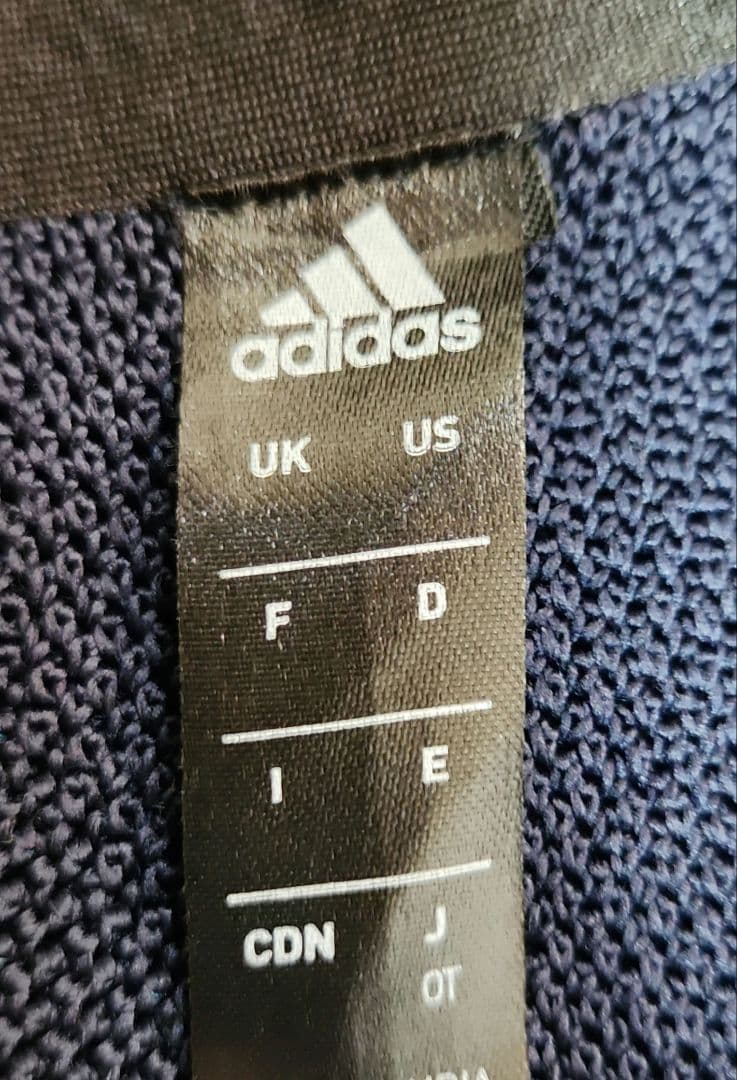 adidas
UK US
F D
I E
CDN J
OT